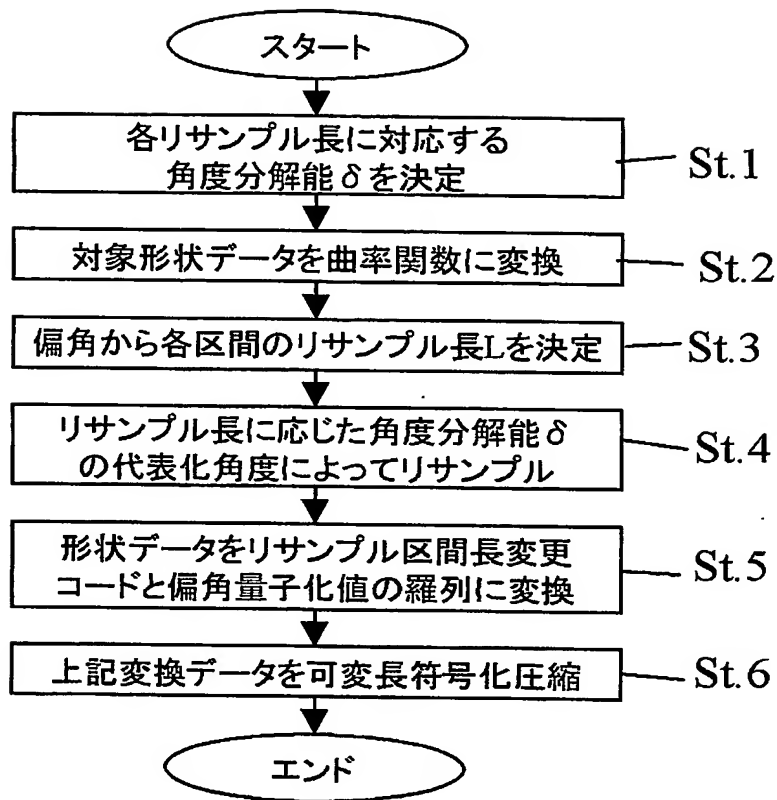 スタート
各リサンプル長に対応する
角度分解能δを決定
St.1
対象形状データを曲率関数に変換
St.2
偏角から各区間のリサンプル長Lを決定
St.3
リサンプル長に応じた角度分解能δ
の代表化角度によってリサンプル
St.4
形状データをリサンプル区間長変更
コードと偏角量子化値の羅列に変換
St.5
上記変換データを可変長符号化圧縮
St.6
エンド